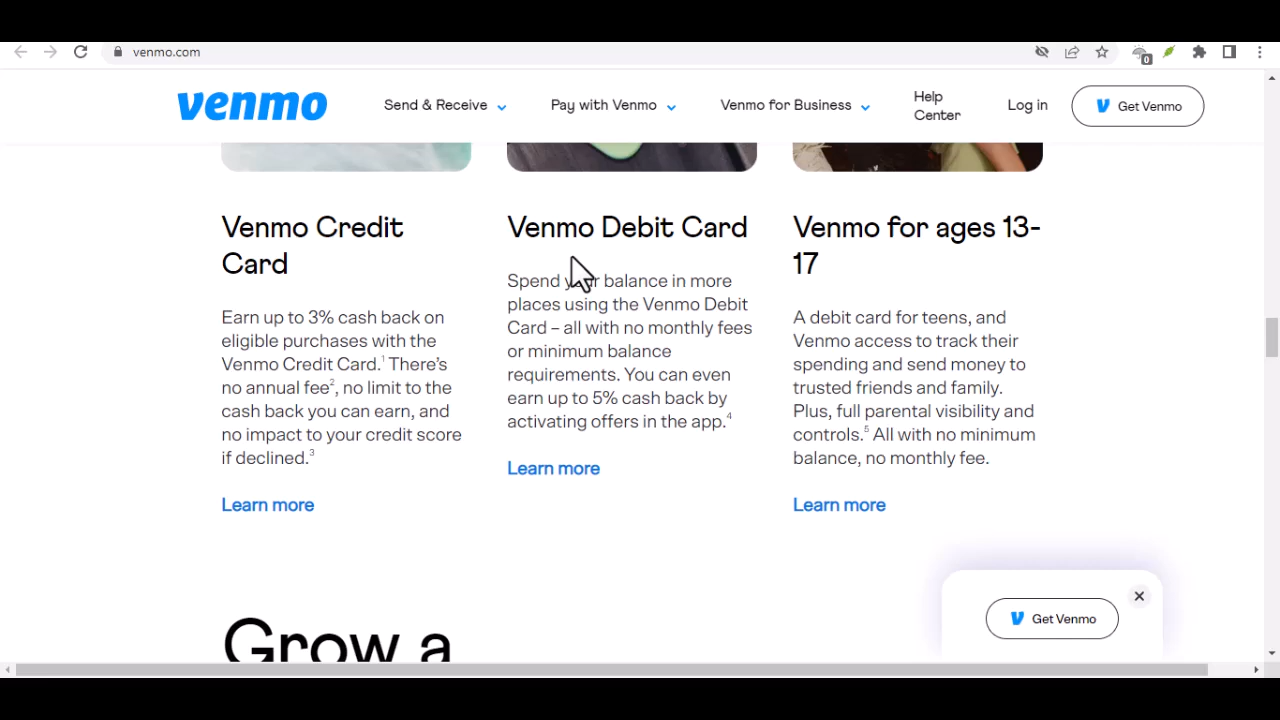 venmo.com
0
venmo
Send & Receive
Pay with Venmo
Venmo for Business
Help
Center
Log in
Get Venmo
Venmo Credit
Card
Earn up to 3% cash back on
eligible purchases with the
Venmo Credit Card.¹ There's
no annual fee², no limit to the
cash back you can earn, and
no impact to your credit score
if declined.³
Learn more
Venmo Debit Card
Spend your balance in more
places using the Venmo Debit
Card – all with no monthly fees
or minimum balance
requirements. You can even
earn up to 5% cash back by
activating offers in the app.⁴
Learn more
Venmo for ages 13-
17
A debit card for teens, and
Venmo access to track their
spending and send money to
trusted friends and family.
Plus, full parental visibility and
controls.⁵ All with no minimum
balance, no monthly fee.
Learn more
Grow a
Get Venmo